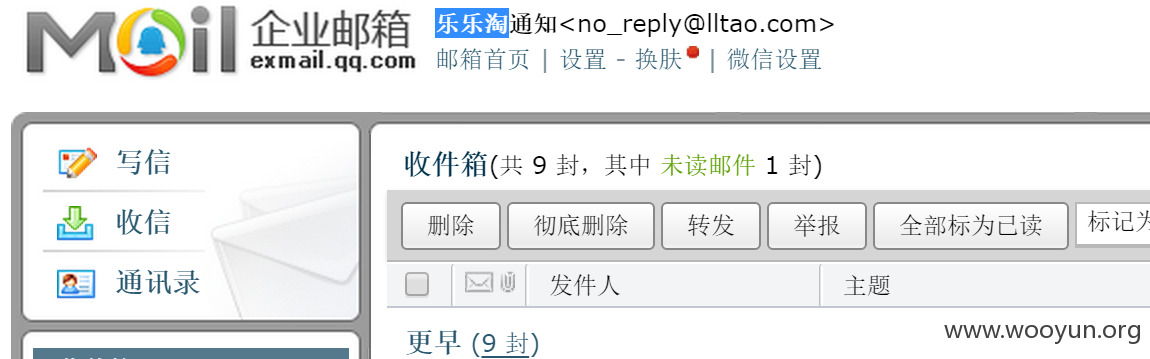 Mail 企业邮箱
exmail.qq.com
乐乐淘通知<no_reply@lltao.com>
邮箱首页 | 设置 - 换肤 | 微信设置
写信
收信
通讯录
收件箱(共 9 封，其中 未读邮件 1 封)
删除 彻底删除 转发 举报 全部标为已读 标记为
发件人 主题
更早 (9 封)
www.wooyun.org